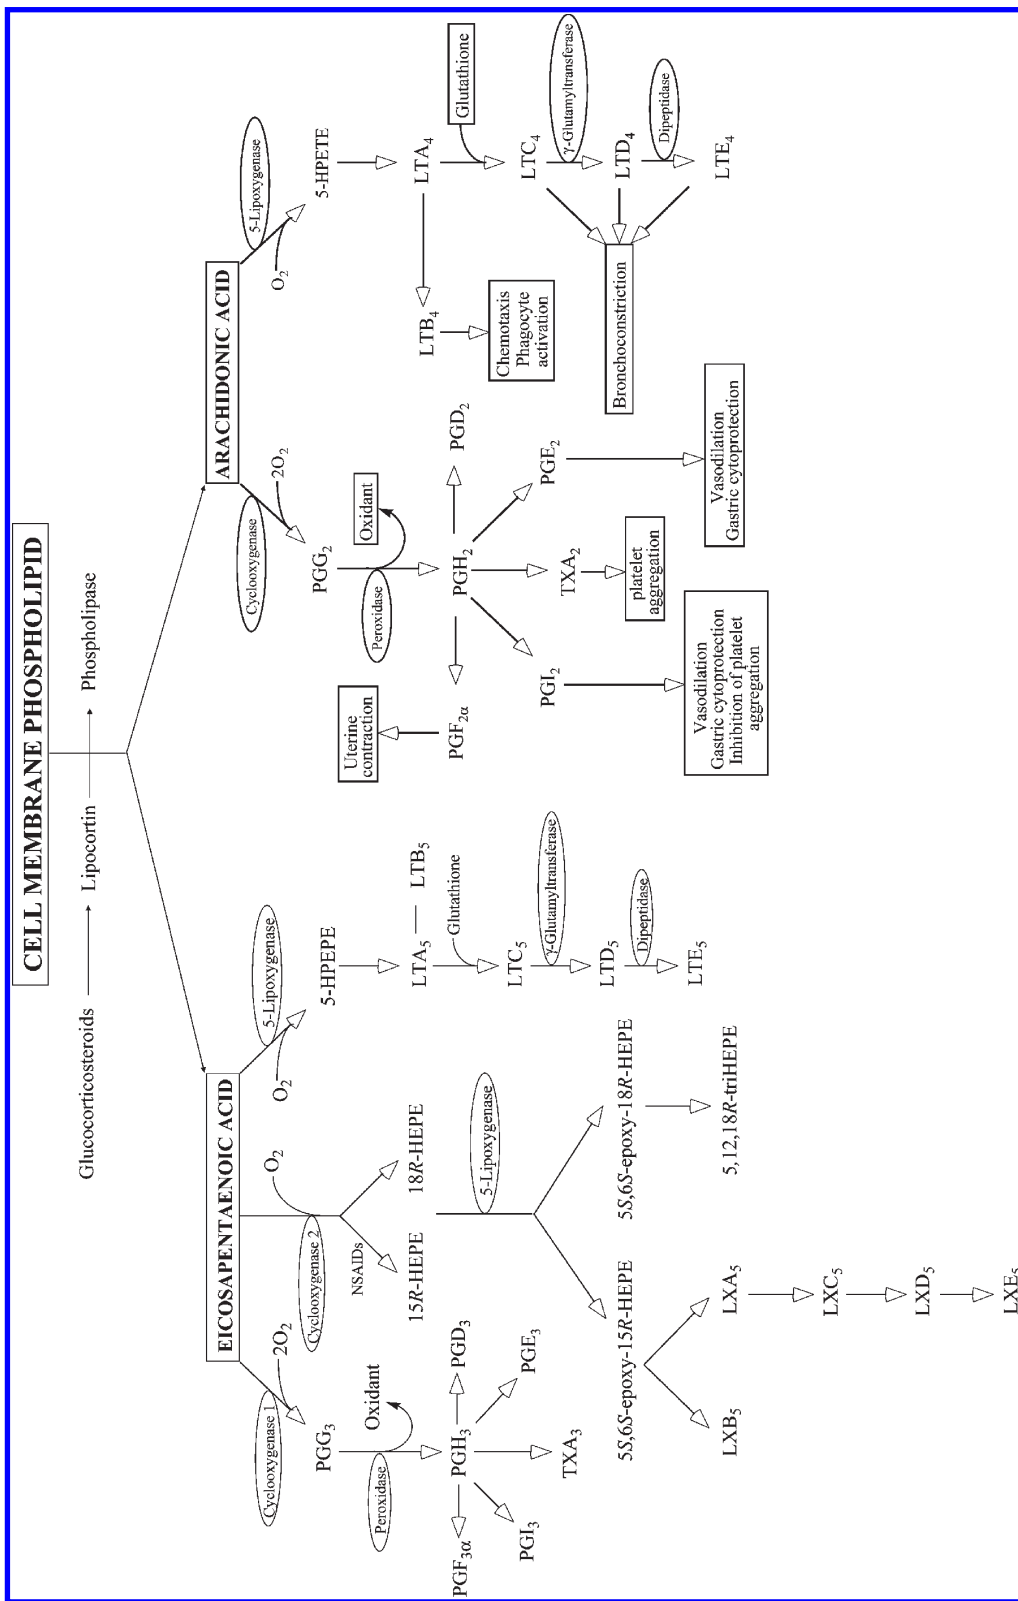 CELL MEMBRANE PHOSPHOLIPID
Glucocorticosteroids
Lipocortin
Phospholipase
EICOSAPENTAENOIC ACID
ARACHIDONIC ACID
Cyclooxygenase 1
2O₂
PGG₃
Peroxidase
Oxidant
PGH₃
PGF₃α
PGD₃
PGI₃
TXA₃
PGE₃
Cyclooxygenase 2
O₂
NSAIDs
15R-HEPE
18R-HEPE
5-Lipoxygenase
5S,6S-epoxy-15R-HEPE
5S,6S-epoxy-18R-HEPE
LXB₅
LXA₅
5,12,18R-triHEPE
LXC₅
LXD₅
LXE₅
5-Lipoxygenase
O₂
5-HPEPE
LTA₅
LTB₅
Glutathione
LTC₅
γ-Glutamyltransferase
LTD₅
Dipeptidase
LTE₅
Cyclooxygenase
2O₂
PGG₂
Peroxidase
Oxidant
PGH₂
PGF₂α
PGD₂
Uterine
contraction
PGI₂
TXA₂
PGE₂
Vasodilation
Gastric cytoprotection
Inhibition of platelet
aggregation
platelet
aggregation
Vasodilation
Gastric cytoprotection
5-Lipoxygenase
O₂
5-HPETE
LTA₄
LTB₄
Chemotaxis
Phagocyte
activation
Glutathione
LTC₄
γ-Glutamyltransferase
LTD₄
Dipeptidase
LTE₄
Bronchoconstriction